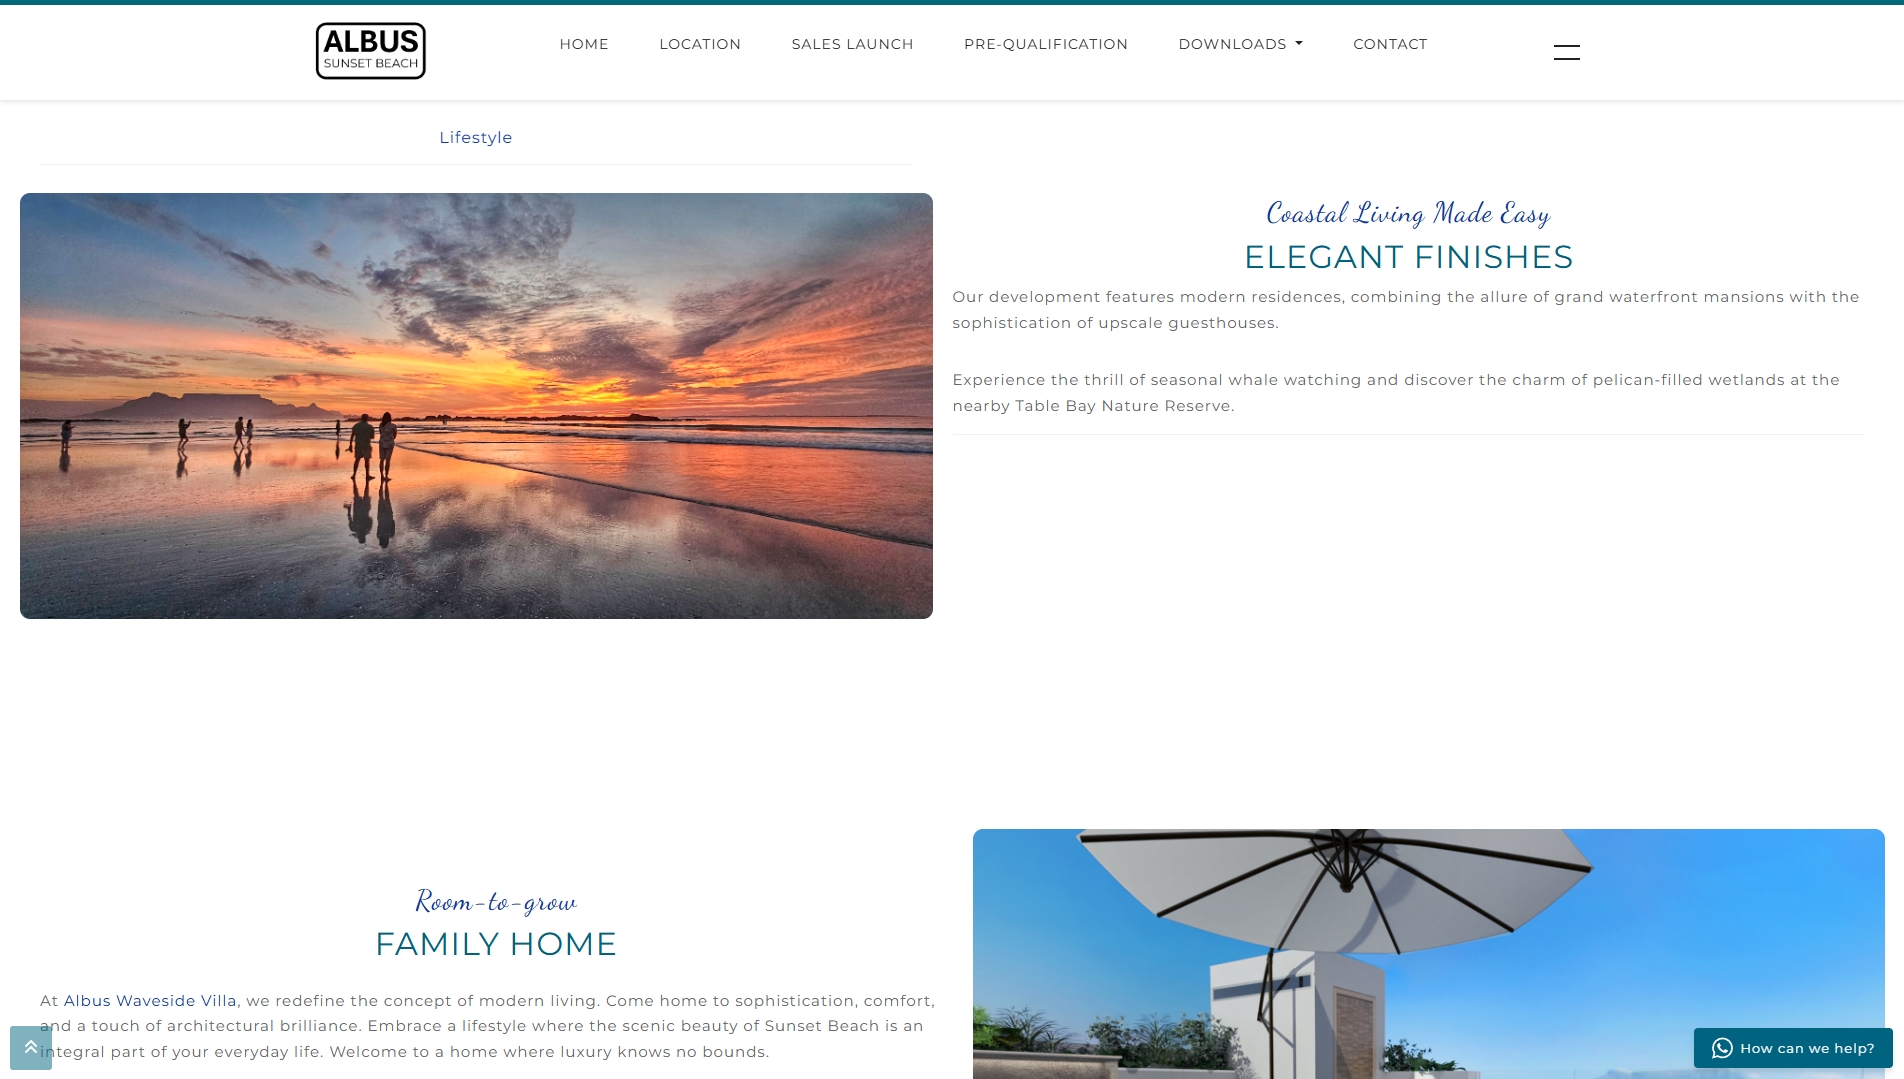 ALBUS
SUNSET BEACH
HOME
LOCATION
SALES LAUNCH
PRE-QUALIFICATION
DOWNLOADS
CONTACT
Lifestyle
Coastal Living Made Easy
ELEGANT FINISHES
Our development features modern residences, combining the allure of grand waterfront mansions with the
sophistication of upscale guesthouses.
Experience the thrill of seasonal whale watching and discover the charm of pelican-filled wetlands at the
nearby Table Bay Nature Reserve.
Room-to-grow
FAMILY HOME
At Albus Waveside Villa, we redefine the concept of modern living. Come home to sophistication, comfort,
and a touch of architectural brilliance. Embrace a lifestyle where the scenic beauty of Sunset Beach is an
integral part of your everyday life. Welcome to a home where luxury knows no bounds.
How can we help?